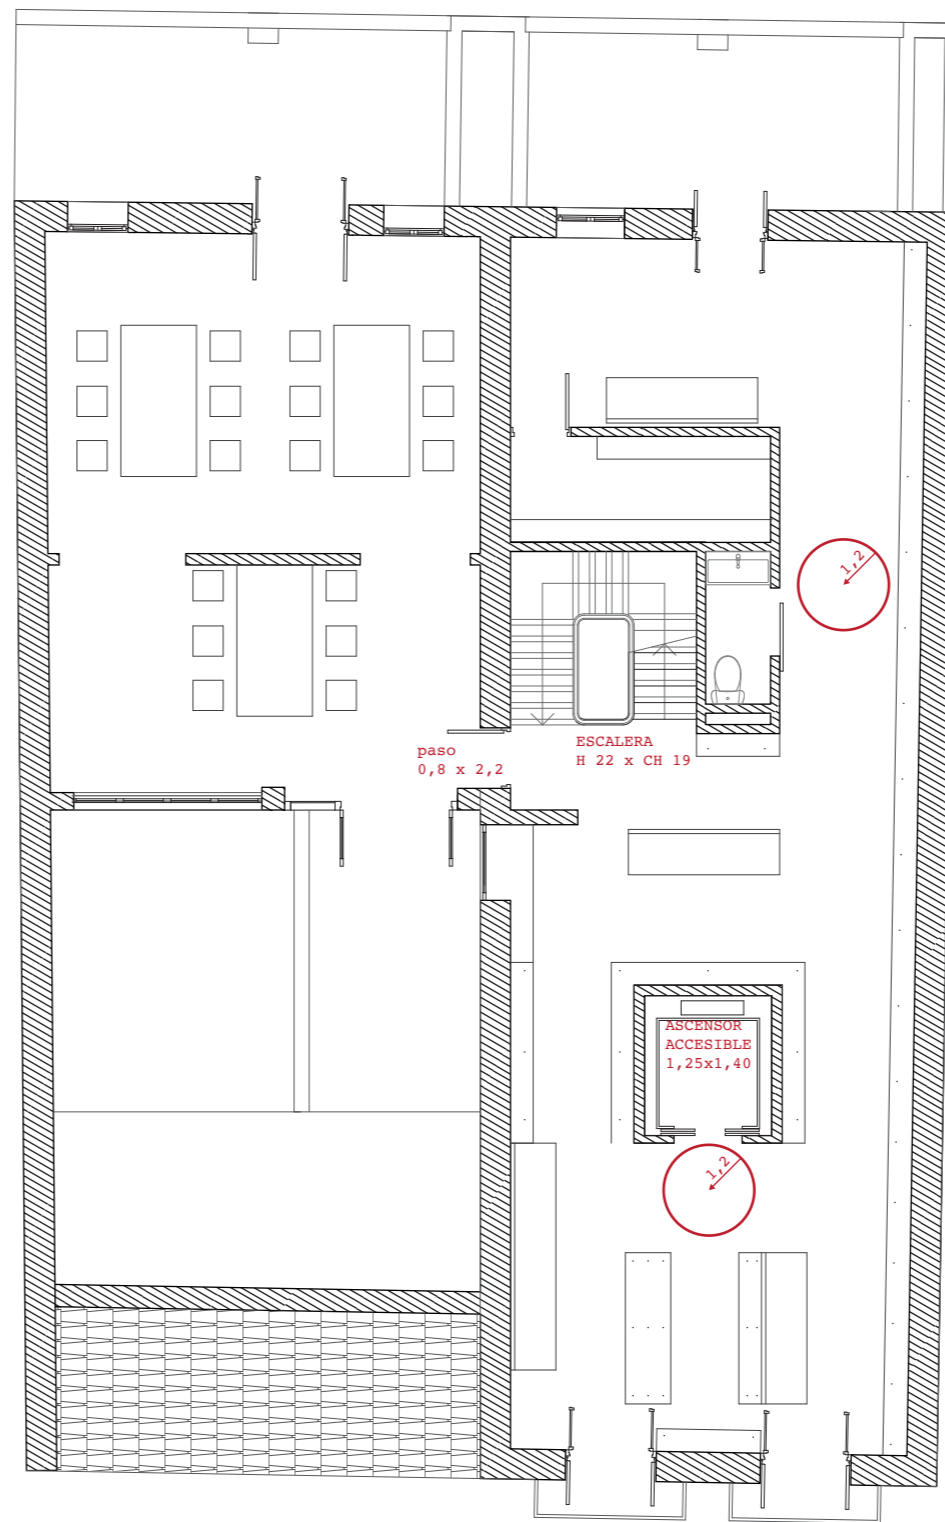 1,2
paso
0,8 x 2,2
ESCALERA
H 22 x CH 19
ASCENSOR
ACCESIBLE
1,25x1,40
1,2